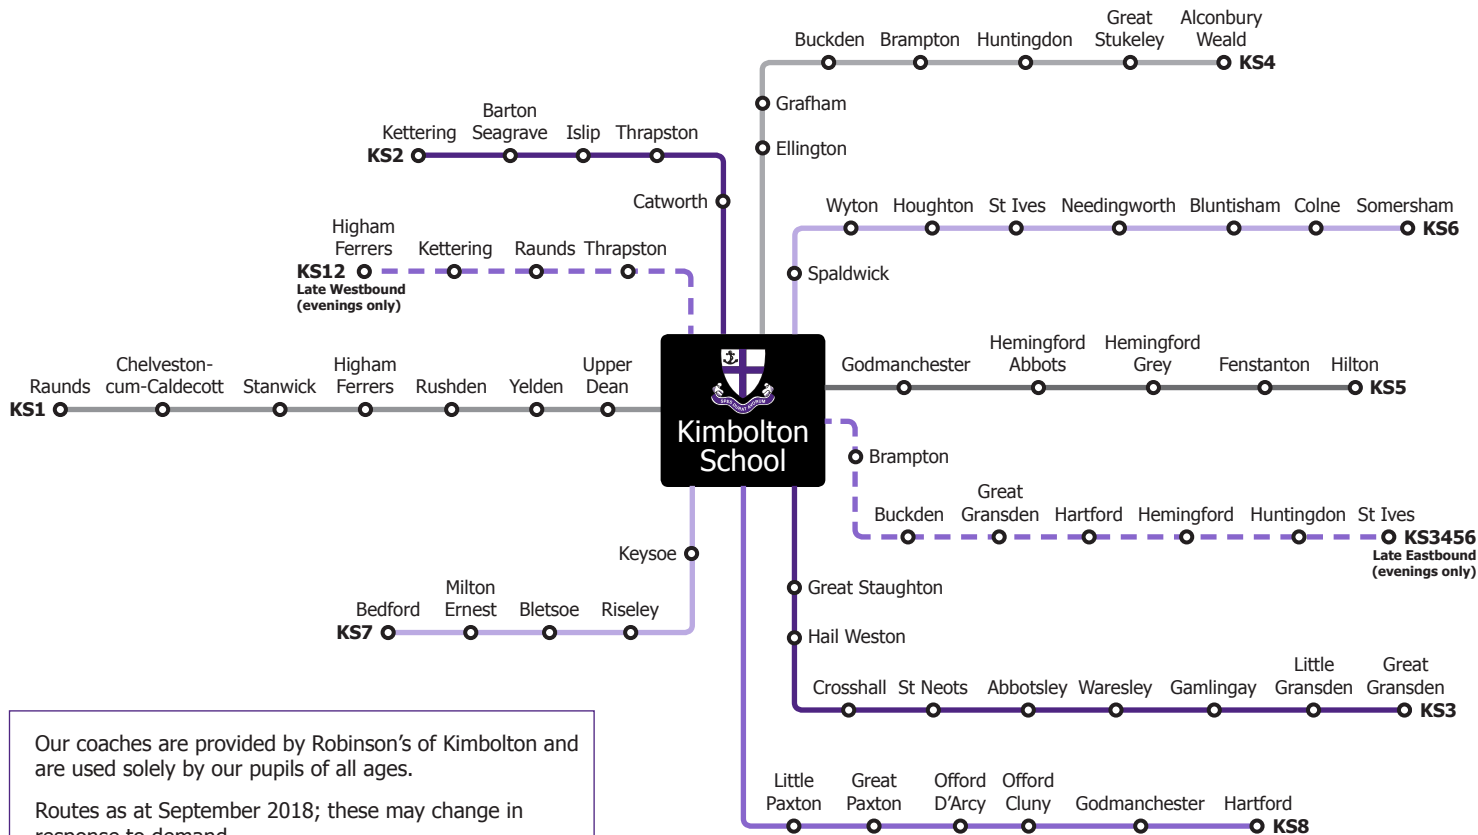 Great
Stukeley
Alconbury
Weald
Buckden
Brampton
Huntingdon
KS4
Grafham
Ellington
Kettering
Barton
Seagrave
Islip
Thrapston
KS2
Catworth
Higham
Ferrers
Kettering
Raunds
Thrapston
KS12
Late Westbound
(evenings only)
Wyton
Houghton
St Ives
Needingworth
Bluntisham
Colne
Somersham
KS6
Spaldwick
Raunds
Chelveston-
cum-Caldecott
Stanwick
Higham
Ferrers
Rushden
Yelden
Upper
Dean
KS1
SPES DURAT AVORUM
Kimbolton
School
Godmanchester
Hemingford
Abbots
Hemingford
Grey
Fenstanton
Hilton
KS5
Brampton
Buckden
Great
Gransden
Hartford
Hemingford
Huntingdon
St Ives
KS3456
Late Eastbound
(evenings only)
Keysoe
Bedford
Milton
Ernest
Bletsoe
Riseley
KS7
Great Staughton
Hail Weston
Crosshall
St Neots
Abbotsley
Waresley
Gamlingay
Little
Gransden
Great
Gransden
KS3
Little
Paxton
Great
Paxton
Offord
D'Arcy
Offord
Cluny
Godmanchester
Hartford
KS8
Our coaches are provided by Robinson's of Kimbolton and
are used solely by our pupils of all ages.
Routes as at September 2018; these may change in
response to demand